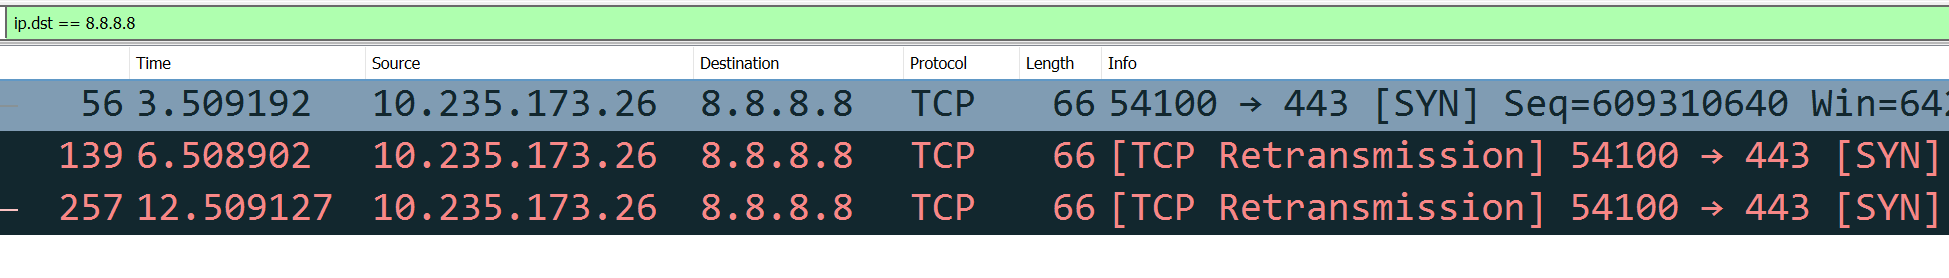 ip.dst == 8.8.8.8
Time Source Destination Protocol Length Info
56 3.509192 10.235.173.26 8.8.8.8 TCP 66 54100 → 443 [SYN] Seq=609310640 Win=642
139 6.508902 10.235.173.26 8.8.8.8 TCP 66 [TCP Retransmission] 54100 → 443 [SYN]
257 12.509127 10.235.173.26 8.8.8.8 TCP 66 [TCP Retransmission] 54100 → 443 [SYN]